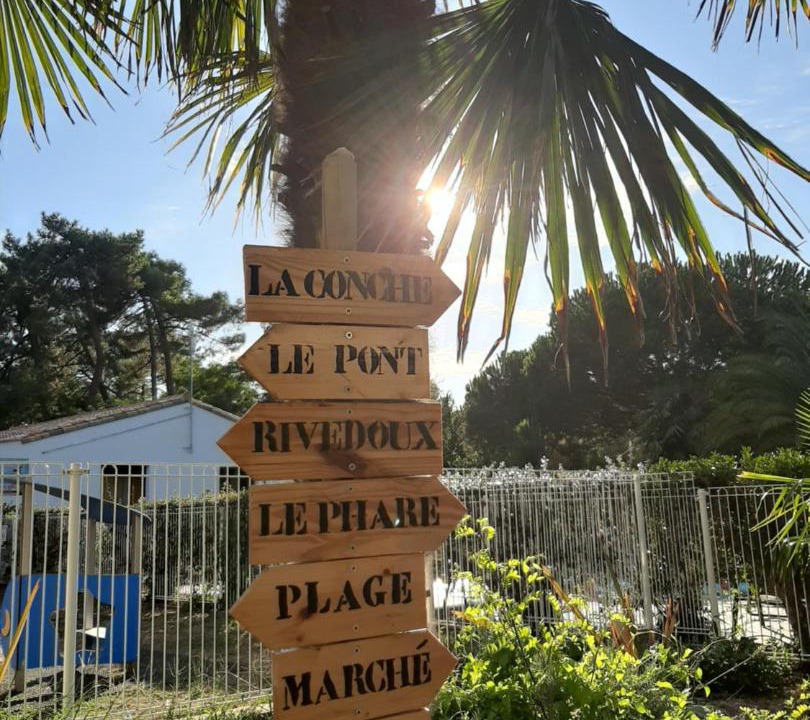 LA CONCHE
LE PONT
RIVEDOUX
LE PHARE
PLAGE
MARCHÉ